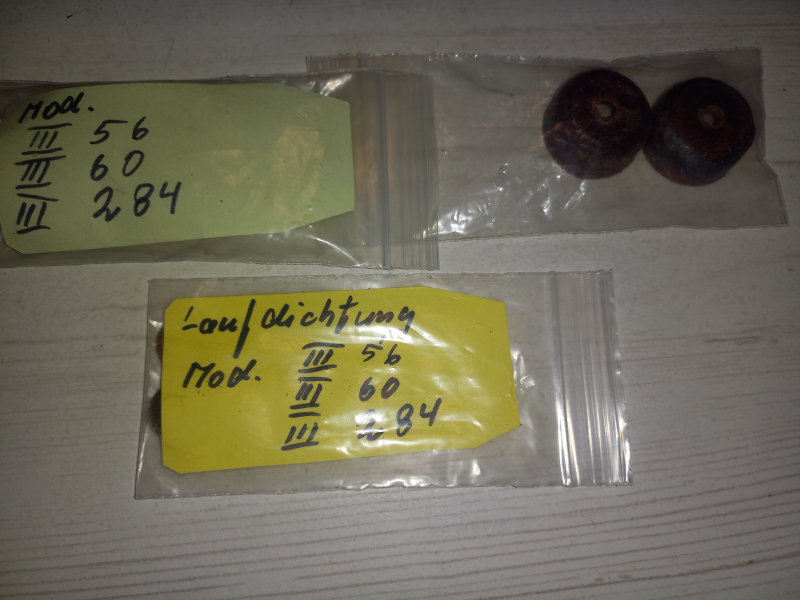 Mod.
III 56
III 60
III 284
Laufdichtung
Mod. III 56
III 60
III 284